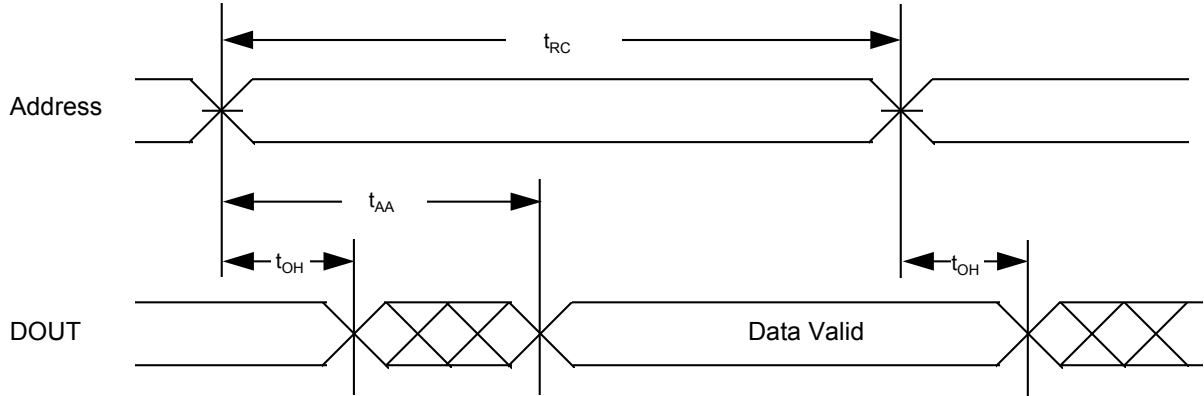 tRC
Address
tAA
tOH
tOH
DOUT
Data Valid